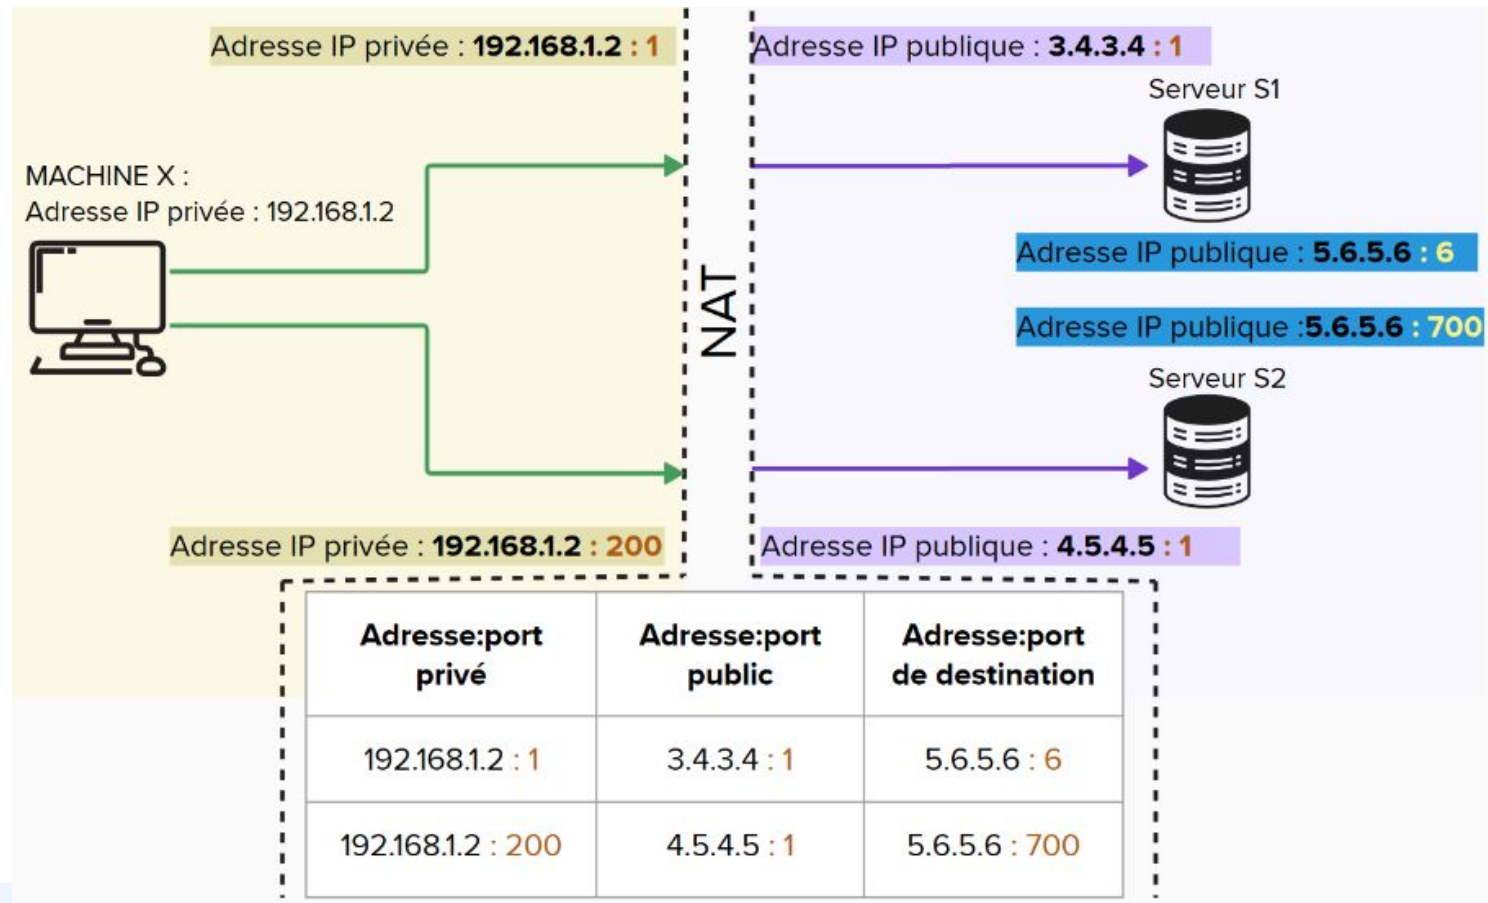 Adresse IP privée : 192.168.1.2 : 1
Adresse IP publique : 3.4.3.4 : 1
Serveur S1
MACHINE X :
Adresse IP privée : 192.168.1.2
Adresse IP publique : 5.6.5.6 : 6
NAT
Adresse IP publique :5.6.5.6 : 700
Serveur S2
Adresse IP privée : 192.168.1.2 : 200
Adresse IP publique : 4.5.4.5 : 1
Adresse:port privé
Adresse:port public
Adresse:port de destination
192.168.1.2 : 1
3.4.3.4 : 1
5.6.5.6 : 6
192.168.1.2 : 200
4.5.4.5 : 1
5.6.5.6 : 700